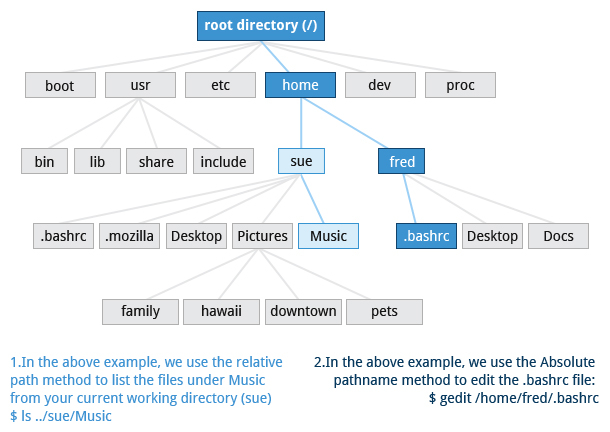 root directory (/)
boot usr etc home dev proc
bin lib share include sue fred
.bashrc .mozilla Desktop Pictures Music .bashrc Desktop Docs
family hawaii downtown pets
1.In the above example, we use the relative
path method to list the files under Music
from your current working directory (sue)
$ ls ../sue/Music
2.In the above example, we use the Absolute
pathname method to edit the .bashrc file:
$ gedit /home/fred/.bashrc